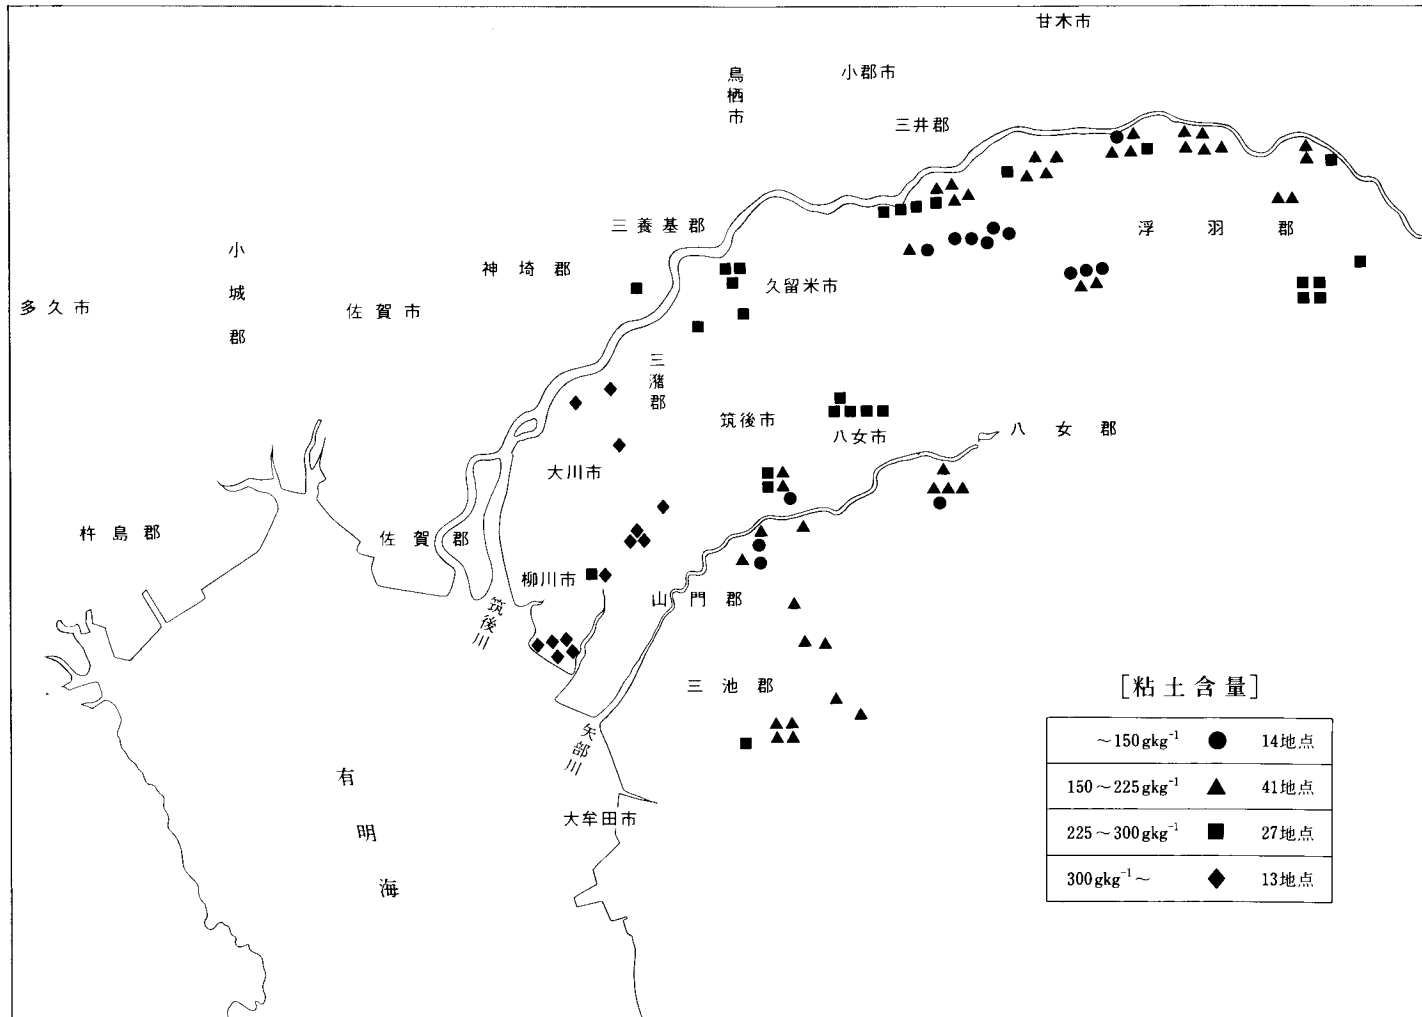 甘木市
小郡市
鳥栖市
三井郡
三養基郡
浮羽郡
小城郡
神埼郡
久留米市
多久市
佐賀市
三潴郡
筑後市
八女市
八女郡
大川市
杵島郡
佐賀郡
柳川市
山門郡
筑後川
三池郡
矢部川
有明海
大牟田市
[粘土含量]
～150gkg⁻¹ ● 14地点
150～225gkg⁻¹ ▲ 41地点
225～300gkg⁻¹ ■ 27地点
300gkg⁻¹～ ◆ 13地点